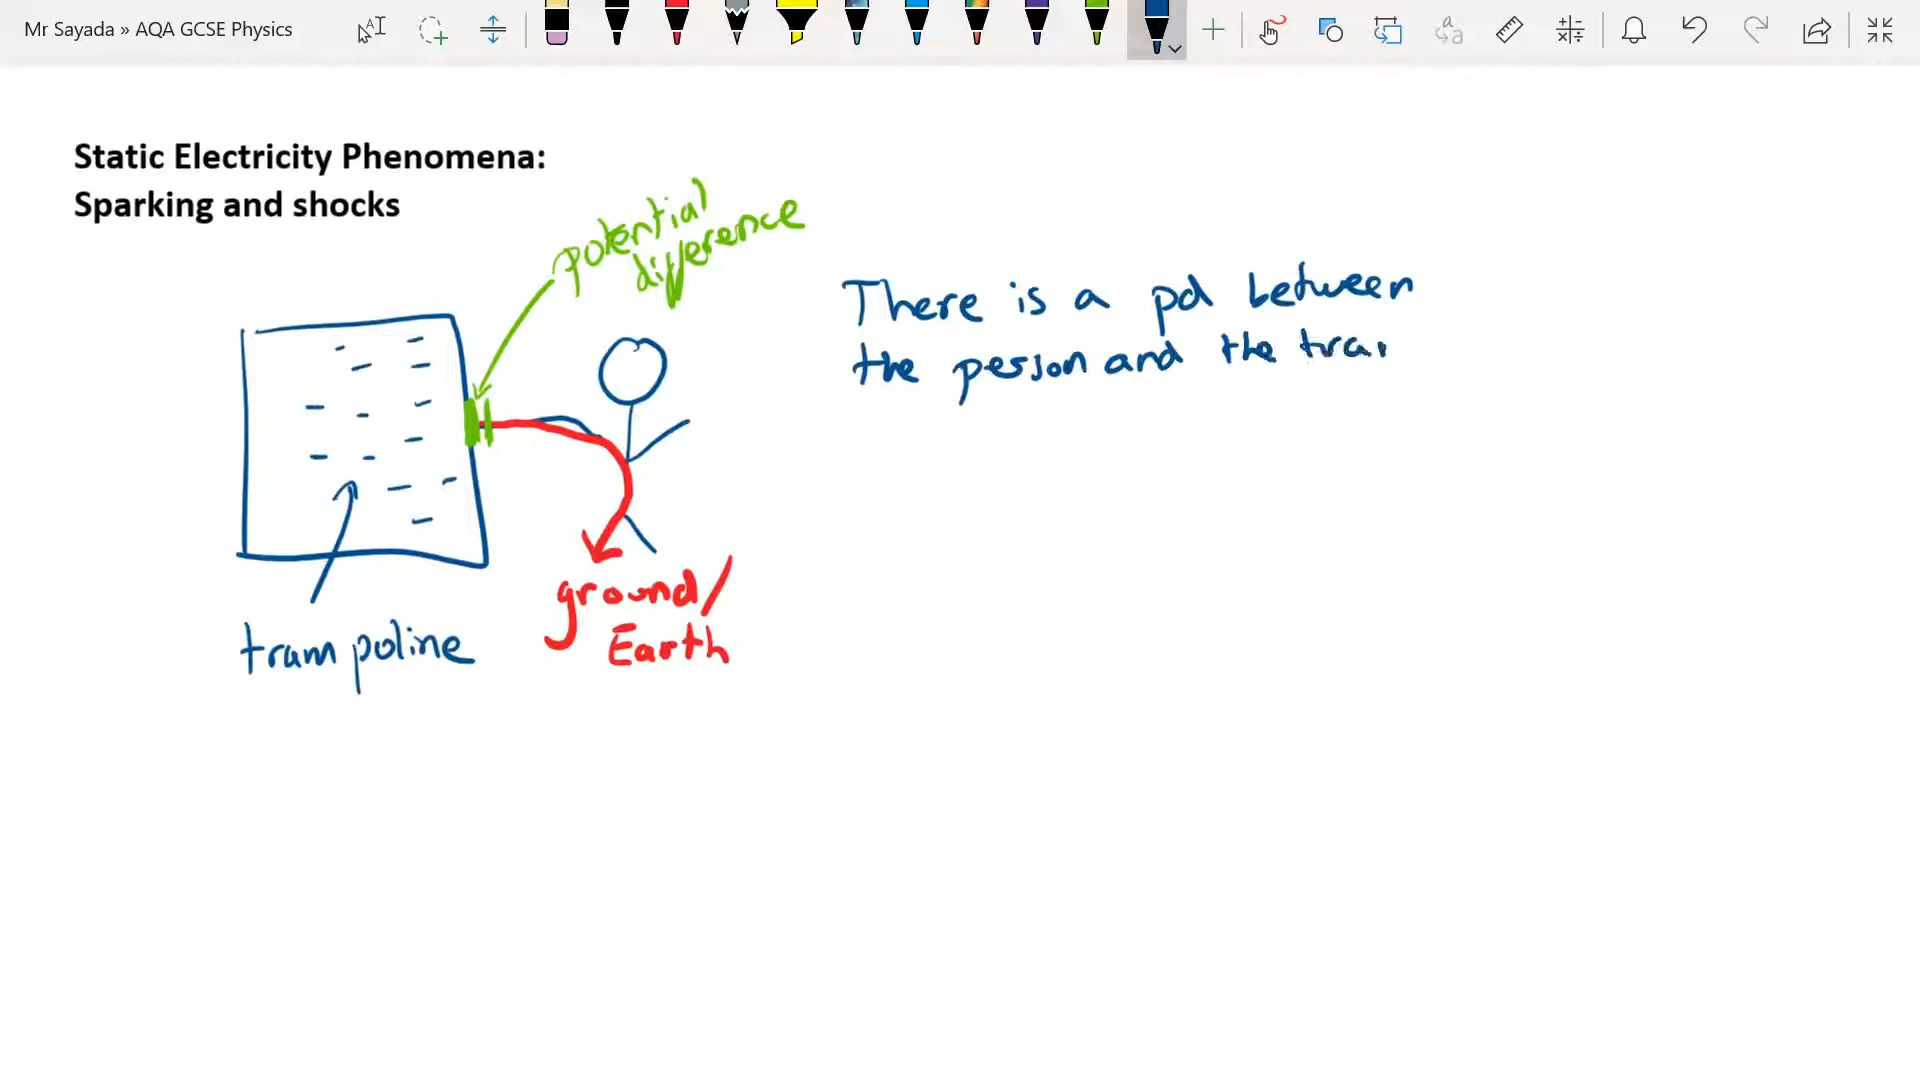 Mr Sayada » AQA GCSE Physics
Static Electricity Phenomena:
Sparking and shocks
potential
difference
There is a pd between
the person and the tra
trampoline
ground/
Earth